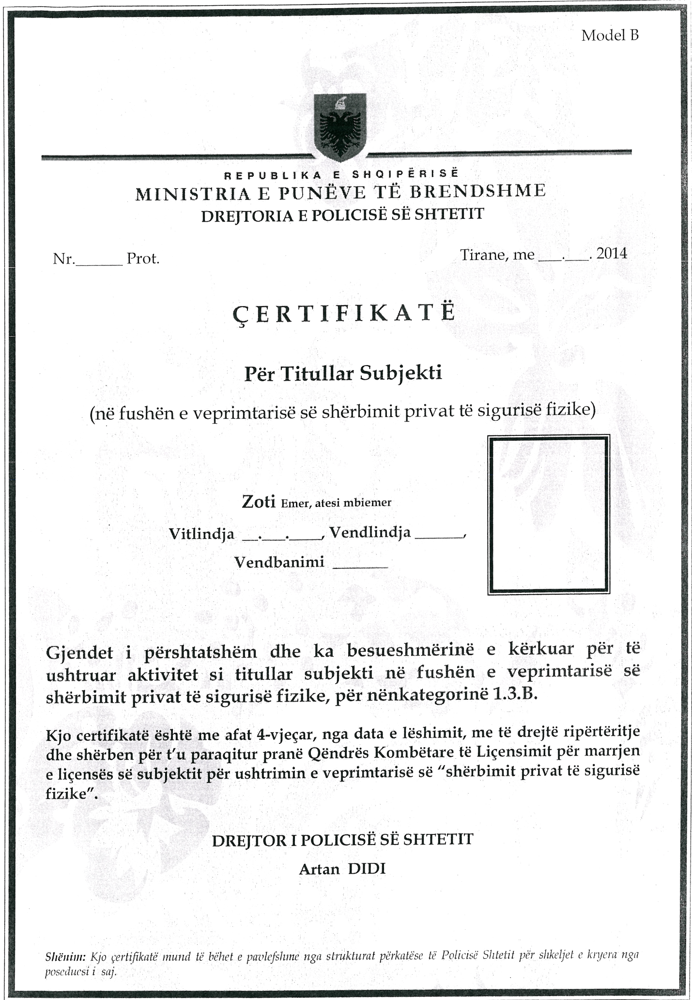 Model B
REPUBLIKA E SHQIPËRISË
MINISTRIA E PUNËVE TË BRENDSHME
DREJTORIA E POLICISË SË SHTETIT
Nr.______ Prot.
Tirane, me ___.___. 2014
ÇERTIFIKATË
Për Titullar Subjekti
(në fushën e veprimtarisë së shërbimit privat të sigurisë fizike)
Zoti Emer, atesi mbiemer
Vitlindja __.___.____, Vendlindja ______,
Vendbanimi _______
Gjendet i përshtatshëm dhe ka besueshmërinë e kërkuar për të
ushtruar aktivitet si titullar subjekti në fushën e veprimtarisë së
shërbimit privat të sigurisë fizike, për nënkategorinë 1.3.B.
Kjo certifikatë është me afat 4-vjeçar, nga data e lëshimit, me të drejtë ripërtëritje
dhe shërben për t'u paraqitur pranë Qëndrës Kombëtare të Liçensimit për marrjen
e liçensës së subjektit për ushtrimin e veprimtarisë së "shërbimit privat të sigurisë
fizike".
DREJTOR I POLICISË SË SHTETIT
Artan DIDI
Shënim: Kjo çertifikatë mund të bëhet e pavlefshme nga strukturat përkatëse të Policisë Shtetit për shkeljet e kryera nga
poseduesi i saj.